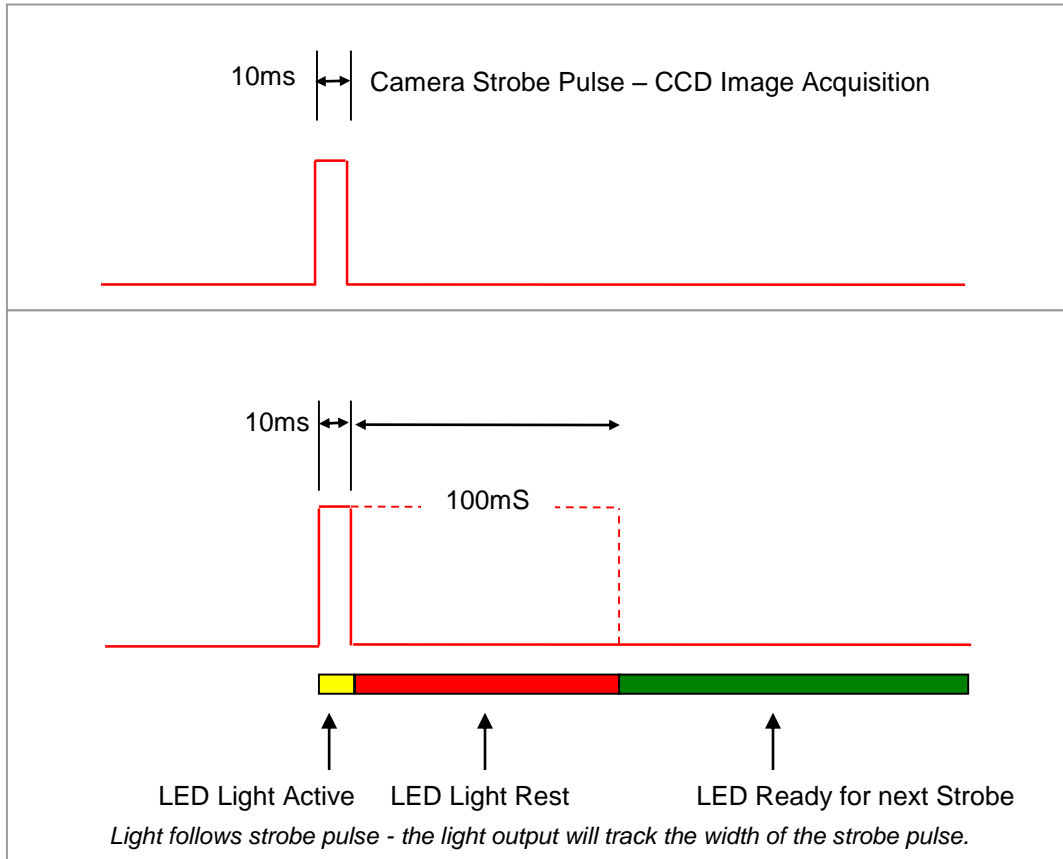 10ms Camera Strobe Pulse – CCD Image Acquisition
10ms
100mS
LED Light Active LED Light Rest LED Ready for next Strobe
Light follows strobe pulse - the light output will track the width of the strobe pulse.